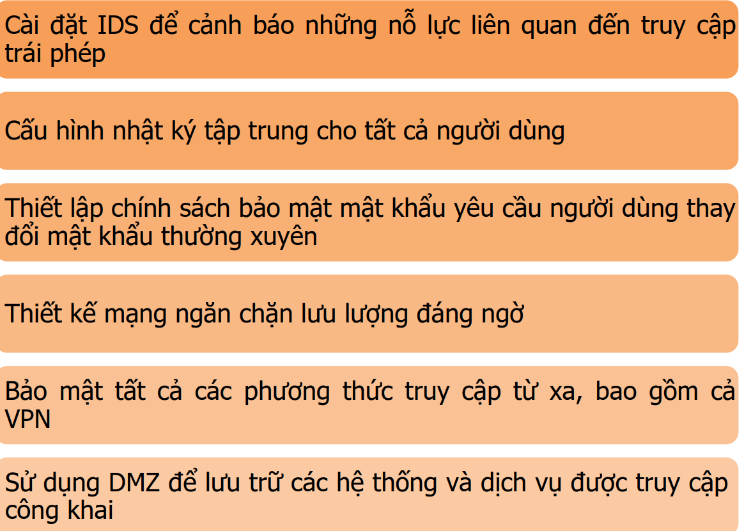 Cài đặt IDS để cảnh báo những nỗ lực liên quan đến truy cập
trái phép
Cấu hình nhật ký tập trung cho tất cả người dùng
Thiết lập chính sách bảo mật mật khẩu yêu cầu người dùng thay
đổi mật khẩu thường xuyên
Thiết kế mạng ngăn chặn lưu lượng đáng ngờ
Bảo mật tất cả các phương thức truy cập từ xa, bao gồm cả
VPN
Sử dụng DMZ để lưu trữ các hệ thống và dịch vụ được truy cập
công khai